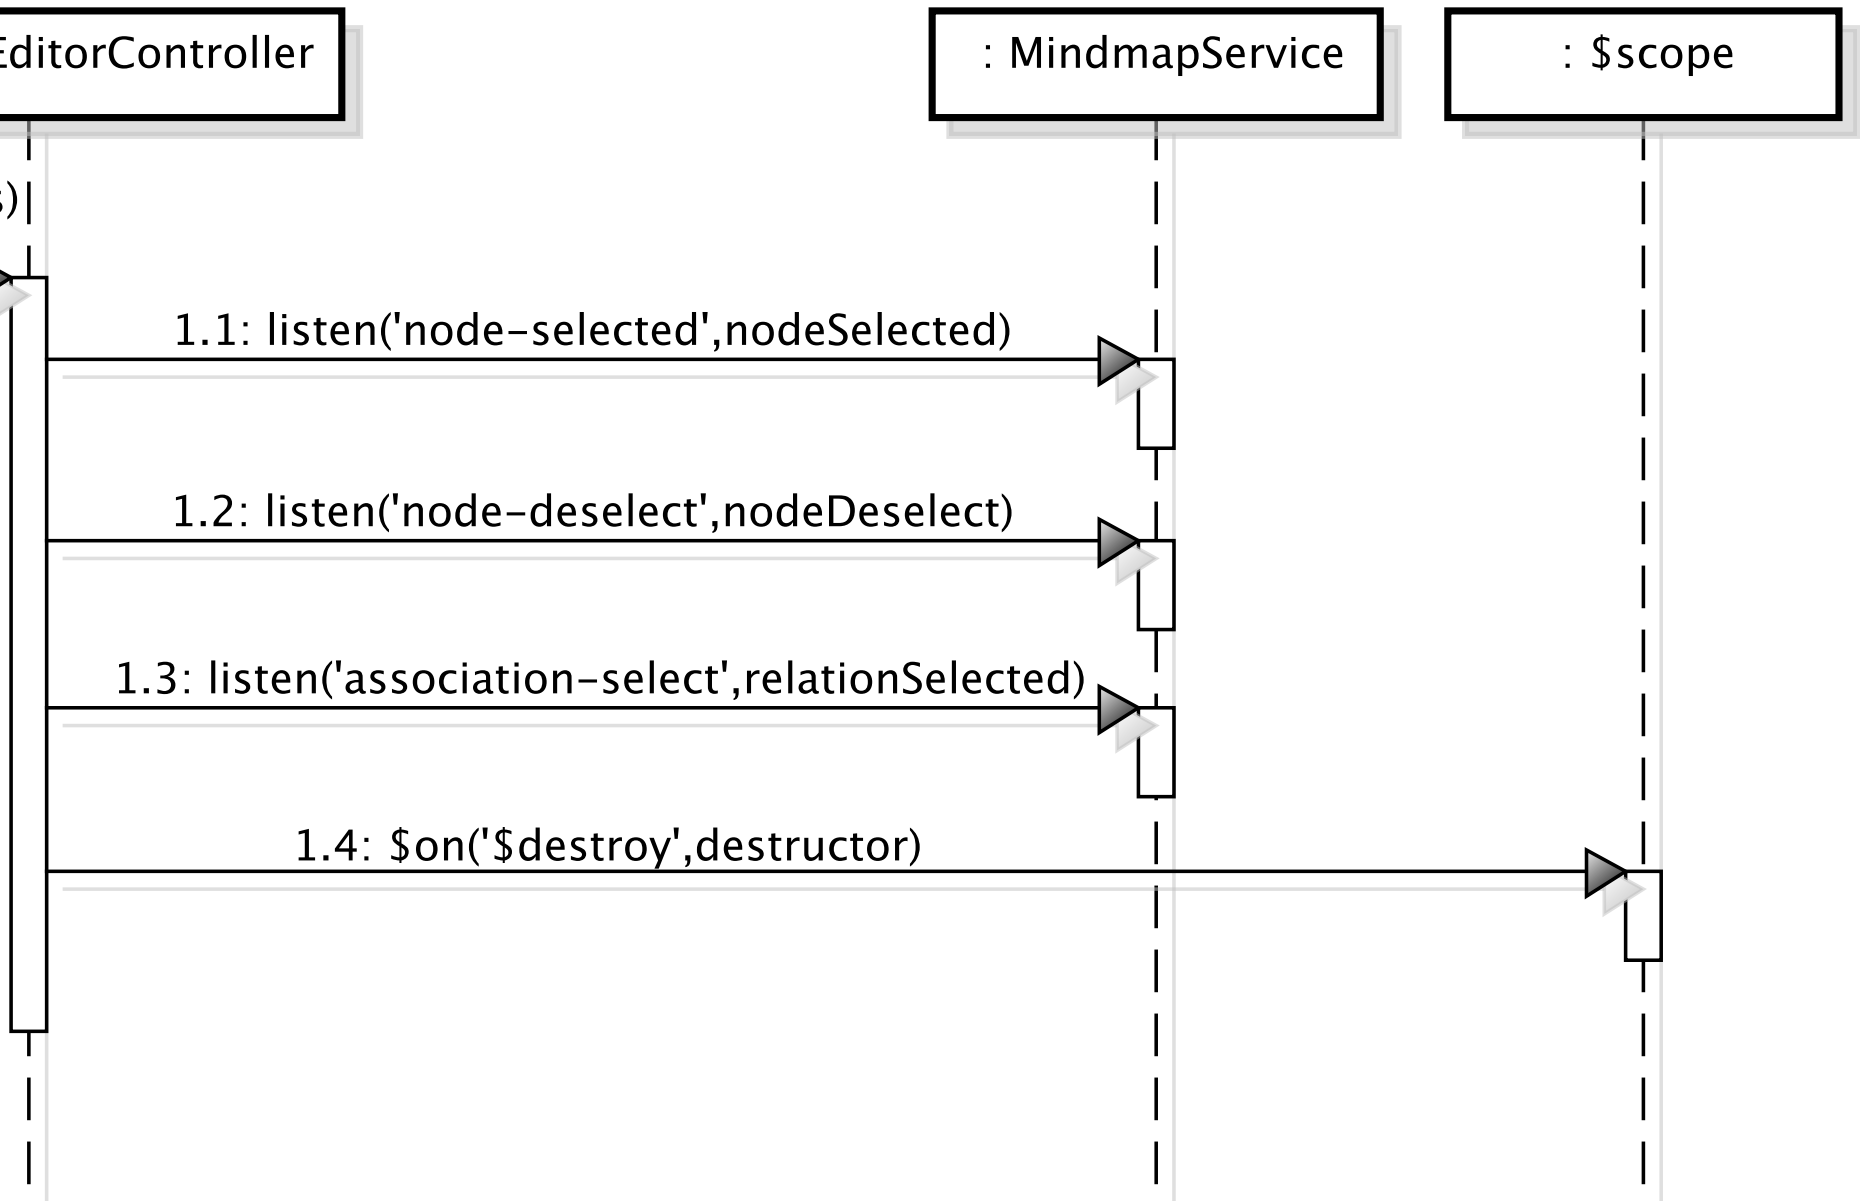 EditorController
: MindmapService
: $scope
s)
1.1: listen('node-selected',nodeSelected)
1.2: listen('node-deselect',nodeDeselect)
1.3: listen('association-select',relationSelected)
1.4: $on('$destroy',destructor)